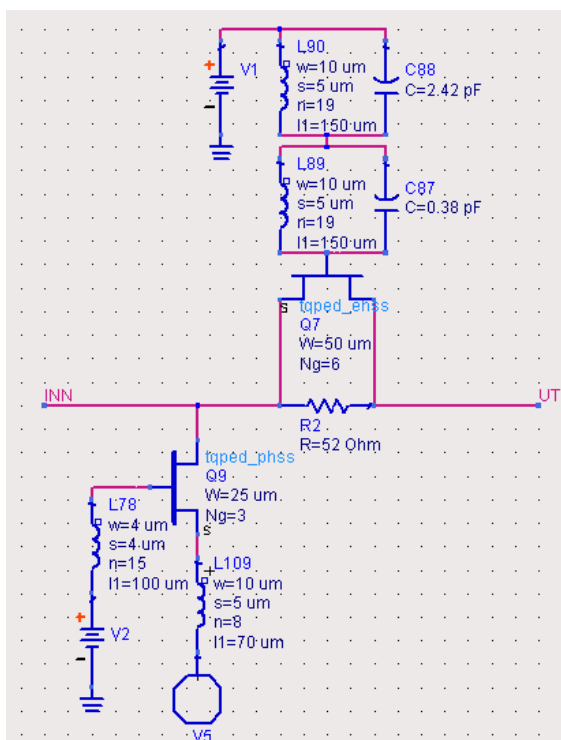 L90
w=10 um
s=5 um
n=19
l1=150 um
V1
C88
C=2.42 pF
L89
w=10 um
s=5 um
n=19
l1=150 um
C87
C=0.38 pF
s
tqped_ehss
Q7
W=50 um
Ng=6
INN
UT
R2
R=52 Ohm
tqped_phss
Q9
W=25 um
Ng=3
s
L78
w=4 um
s=4 um
n=15
l1=100 um
V2
L109
w=10 um
s=5 um
n=8
l1=70 um
V5